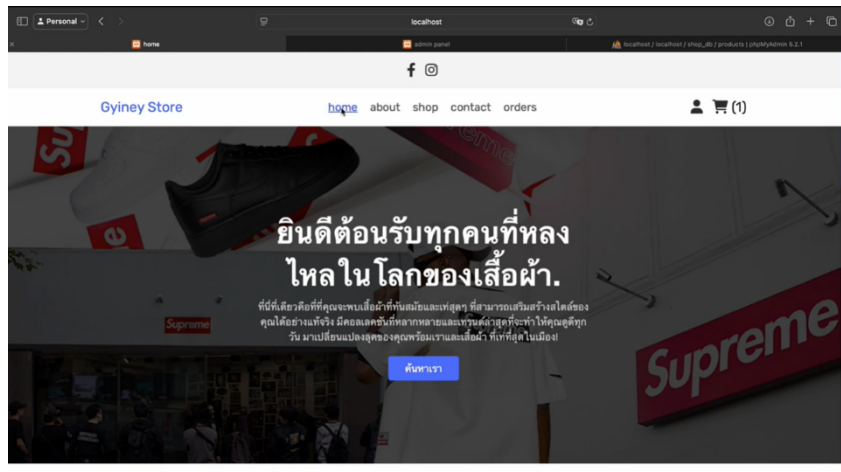 Personal
localhost
home
admin panel
localhost / localhost / shop_db / products | phpMyAdmin 5.2.1
Gyiney Store
home about shop contact orders
(1)
Supreme
Supreme
Supreme
ยินดีต้อนรับทุกคนที่หลง
ไหลในโลกของเสื้อผ้า.
ที่นี่ที่เดียวคือที่ที่คุณจะพบเสื้อผ้าที่ทันสมัยและเท่สุดๆ ที่สามารถเสริมสร้างสไตล์ของ
คุณได้อย่างแท้จริง มีคอลเลคชันที่หลากหลายและเทรนด์ล่าสุดที่จะทำให้คุณดูดีทุก
วัน มาเปลี่ยนแปลงลุคของคุณพร้อมเราและเสื้อผ้า ที่เท่ที่สุดในเมือง!
ค้นหาเรา